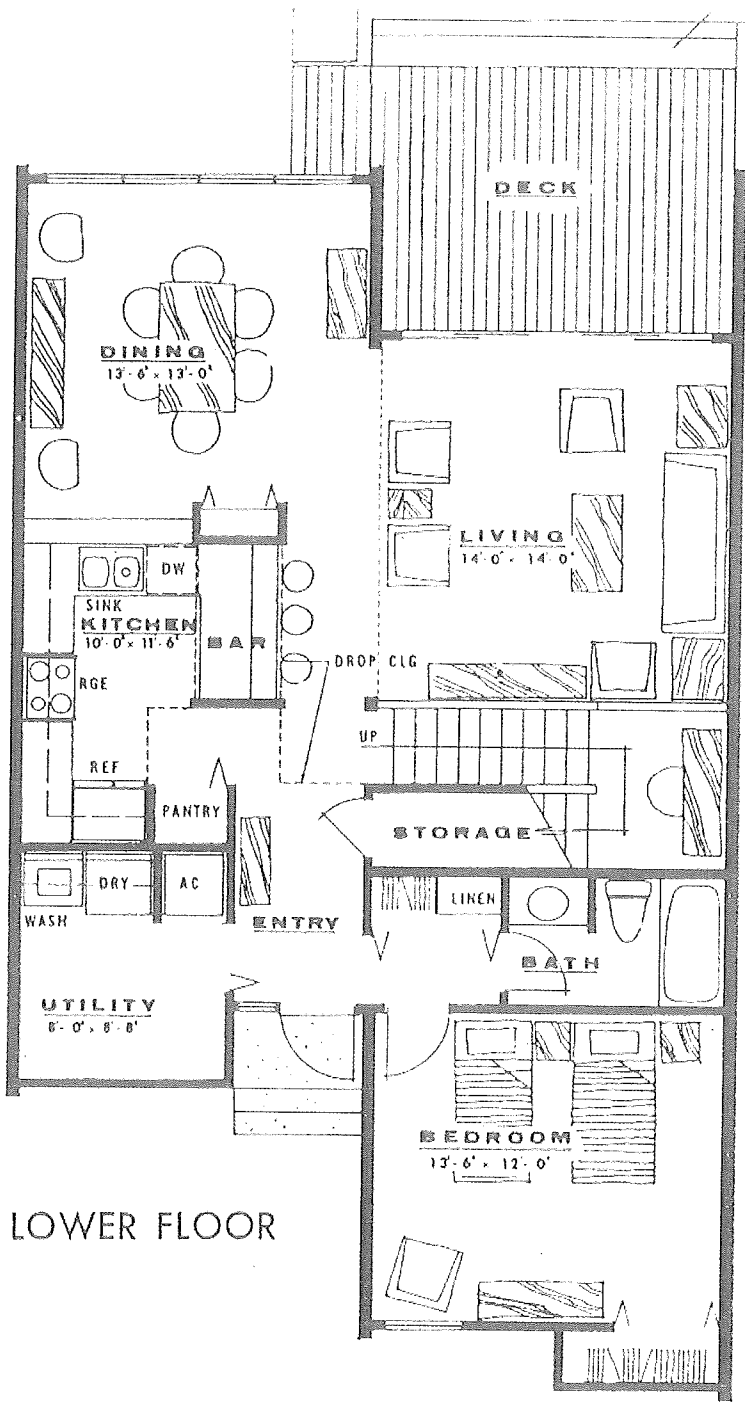 DECK
DINING
13'-6" × 13'-0"
LIVING
14'-0" × 14'-0"
DW
SINK
KITCHEN
10'-0" × 11'-6"
BAR
RGE
DROP CLG
UP
REF
PANTRY
STORAGE
DRY
AC
LINEN
WASH
ENTRY
BATH
UTILITY
8'-0" × 8'-8"
BEDROOM
13'-6" × 12'-0"
LOWER FLOOR